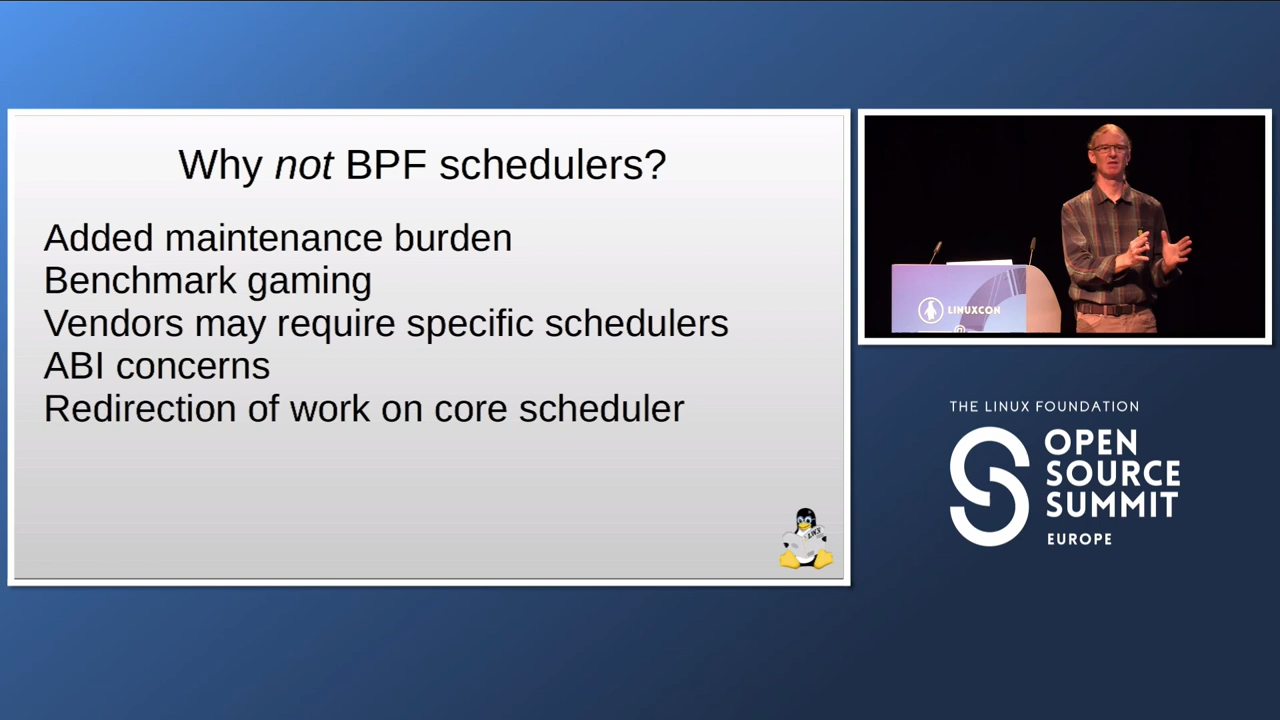 Why not BPF schedulers?
Added maintenance burden
Benchmark gaming
Vendors may require specific schedulers
ABI concerns
Redirection of work on core scheduler
LINUXCON
THE LINUX FOUNDATION
OPEN
SOURCE
SUMMIT
EUROPE